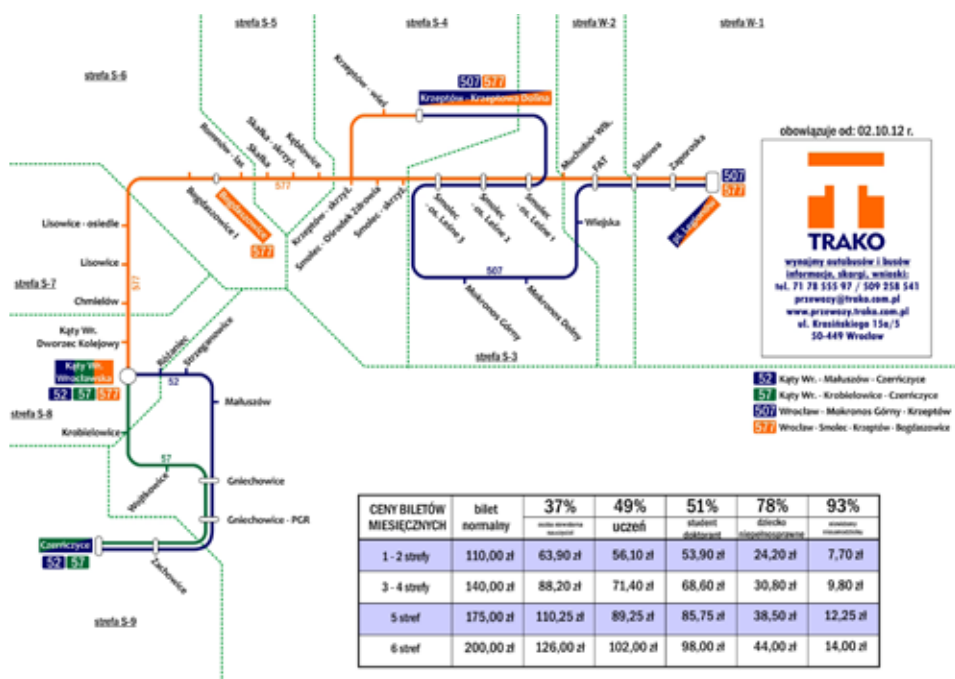 strefa S-5
strefa S-4
strefa W-2
strefa W-1
strefa S-6
507 577
Krzeptów - Krzeptowa Dolina
Krzeptów - wieś
obowiązuje od: 02.10.12 r.
Romnów - las
Skałka
Skałka - skrzyż.
Kębłowice
Muchobór Wlk.
FAT
Stalowa
Zaporoska
507
577
pl. Legionów
577
Bogdaszowice 1
Bogdaszowice
577
Krzeptów - skrzyż.
Smolec - Ośrodek Zdrowia
Smolec - skrzyż.
Smolec - os. Leśne 3
Smolec - os. Leśne 2
Smolec - os. Leśne 1
Wiejska
Lisowice - osiedle
Lisowice
507
Mokronos Górny
Mokronos Dolny
strefa S-7
577
Chmielów
Kąty Wr.
Dworzec Kolejowy
TRAKO
wynajmy autobusów i busów
informacje, skargi, wnioski:
tel. 71 78 555 97 / 509 258 541
przewozy@trako.com.pl
www.przewozy.trako.com.pl
ul. Krasińskiego 15a/5
50-449 Wrocław
strefa S-3
Kąty Wr.
Wrocławska
52 57 577
Różaniec
Strzeganowice
52
Małuszów
strefa S-8
Krobielowice
57
Wojtkowice
Gniechowice
Gniechowice - PGR
Czerńczyce
52 57
Zachowice
strefa S-9
52 Kąty Wr. - Małuszów - Czerńczyce
57 Kąty Wr. - Krobielowice - Czerńczyce
507 Wrocław - Mokronos Górny - Krzeptów
577 Wrocław - Smolec - Krzeptów - Bogdaszowice
CENY BILETÓW MIESIĘCZNYCH bilet normalny 37% 49% uczeń 51% student doktorant 78% dziecko niepełnosprawne 93%
1 - 2 strefy 110,00 zł 63,90 zł 56,10 zł 53,90 zł 24,20 zł 7,70 zł
3 - 4 strefy 140,00 zł 88,20 zł 71,40 zł 68,60 zł 30,80 zł 9,80 zł
5 stref 175,00 zł 110,25 zł 89,25 zł 85,75 zł 38,50 zł 12,25 zł
6 stref 200,00 zł 126,00 zł 102,00 zł 98,00 zł 44,00 zł 14,00 zł